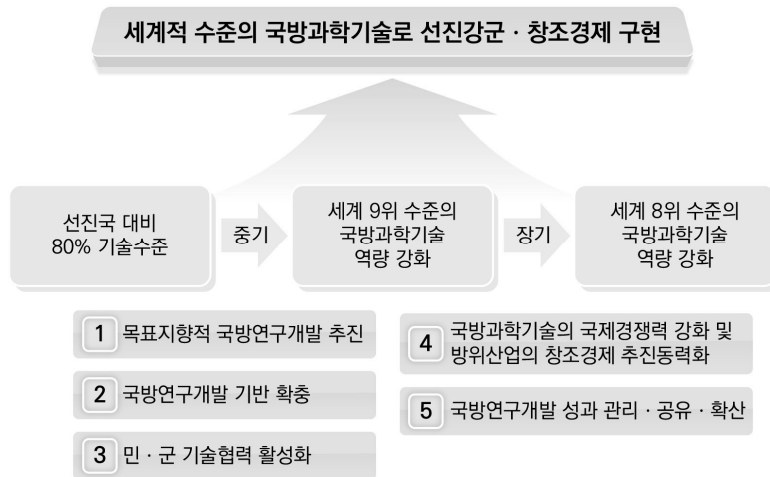 세계적 수준의 국방과학기술로 선진강군 · 창조경제 구현
선진국 대비
80% 기술수준
중기
세계 9위 수준의
국방과학기술
역량 강화
장기
세계 8위 수준의
국방과학기술
역량 강화
1 목표지향적 국방연구개발 추진
2 국방연구개발 기반 확충
3 민 · 군 기술협력 활성화
4 국방과학기술의 국제경쟁력 강화 및
방위산업의 창조경제 추진동력화
5 국방연구개발 성과 관리 · 공유 · 확산